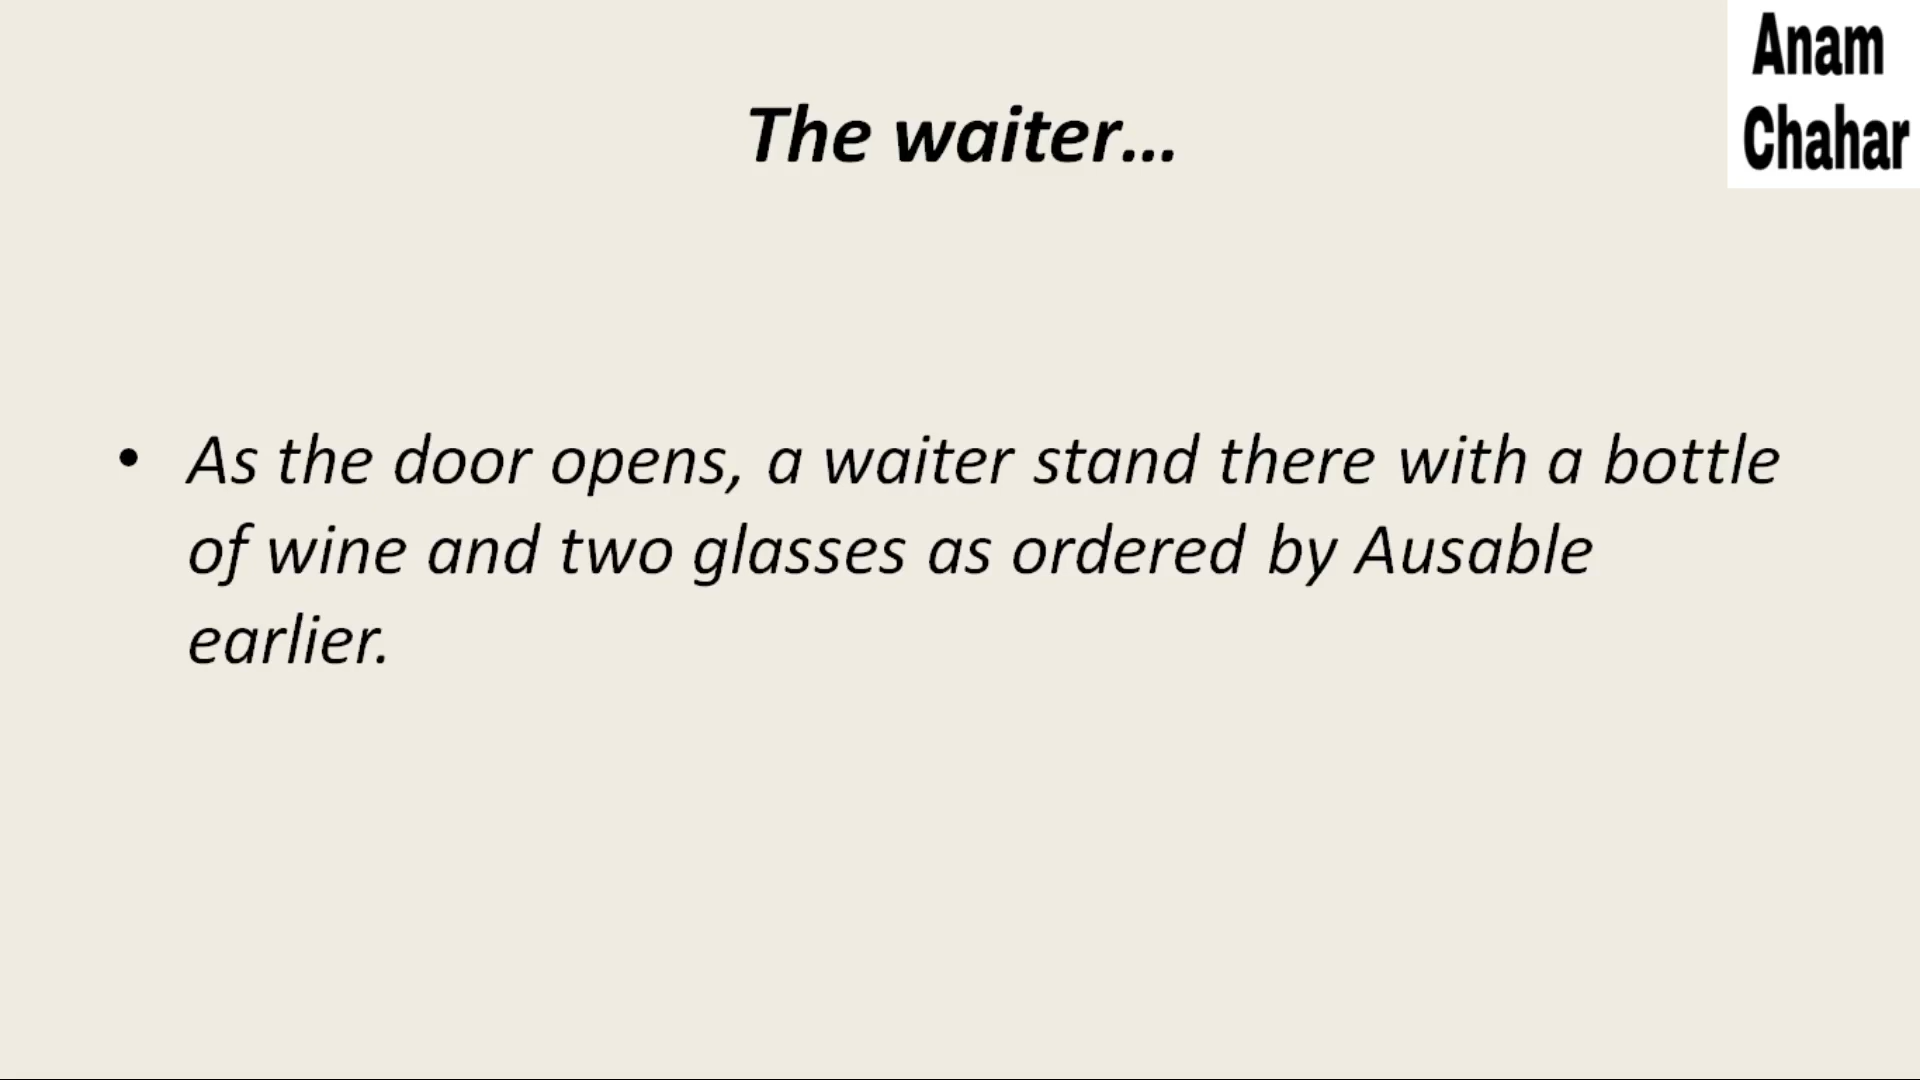 Anam
Chahar
The waiter...
• As the door opens, a waiter stand there with a bottle
of wine and two glasses as ordered by Ausable
earlier.